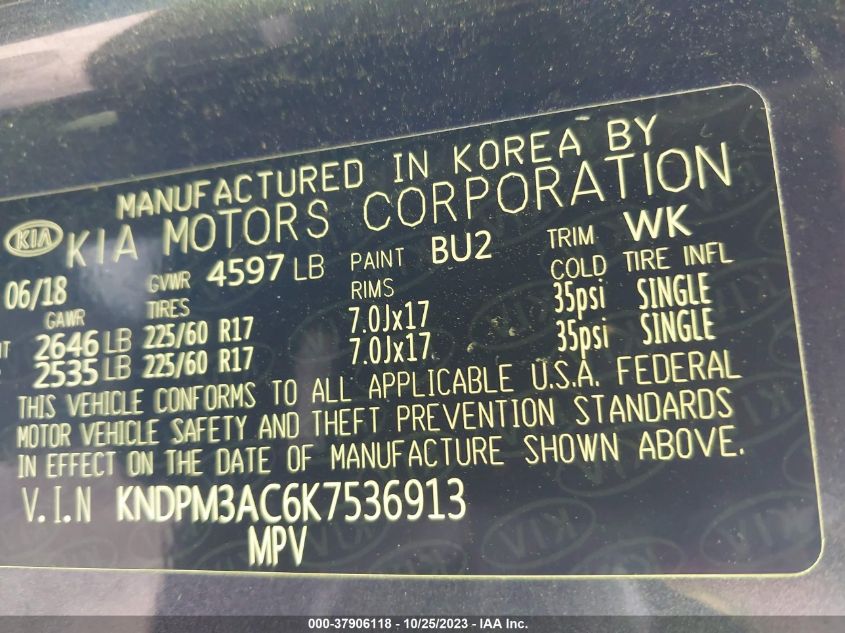 MANUFACTURED IN KOREA BY
KIA KIA MOTORS CORPORATION
06/18 GVWR 4597 LB PAINT BU2 TRIM WK
GAWR TIRES RIMS COLD TIRE INFL
2646 LB 225/60 R17 7.0Jx17 35psi SINGLE
2535 LB 225/60 R17 7.0Jx17 35psi SINGLE
THIS VEHICLE CONFORMS TO ALL APPLICABLE U.S.A. FEDERAL
MOTOR VEHICLE SAFETY AND THEFT PREVENTION STANDARDS
IN EFFECT ON THE DATE OF MANUFACTURE SHOWN ABOVE.
V.I.N KNDPM3AC6K7536913
MPV
000-37906118 - 10/25/2023 - IAA Inc.